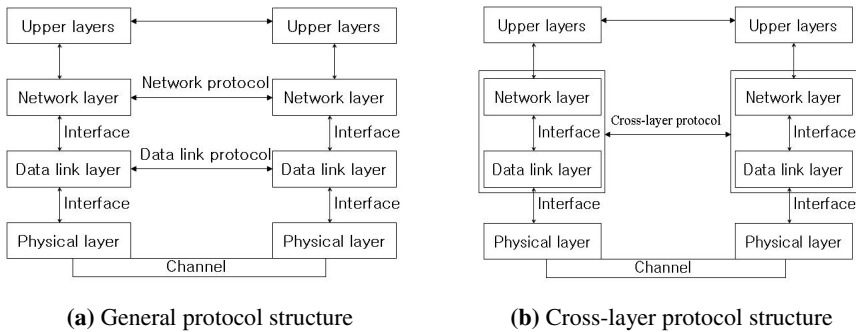 Upper layers Upper layers
Network protocol
Network layer Network layer
Interface Interface
Data link protocol
Data link layer Data link layer
Interface Interface
Physical layer Physical layer
Channel
(a) General protocol structure
Upper layers Upper layers
Network layer Network layer
Cross-layer protocol
Interface Interface
Data link layer Data link layer
Interface Interface
Physical layer Physical layer
Channel
(b) Cross-layer protocol structure